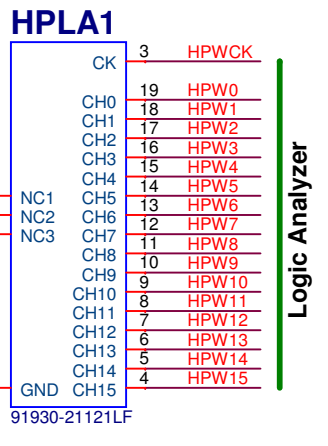 HPLA1
CK 3 HPWCK
CH0 19 HPW0
CH1 18 HPW1
CH2 17 HPW2
CH3 16 HPW3
CH4 15 HPW4
NC1 CH5 14 HPW5
NC2 CH6 13 HPW6
NC3 CH7 12 HPW7
CH8 11 HPW8
CH9 10 HPW9
CH10 9 HPW10
CH11 8 HPW11
CH12 7 HPW12
CH13 6 HPW13
CH14 5 HPW14
GND CH15 4 HPW15
91930-21121LF
Logic Analyzer